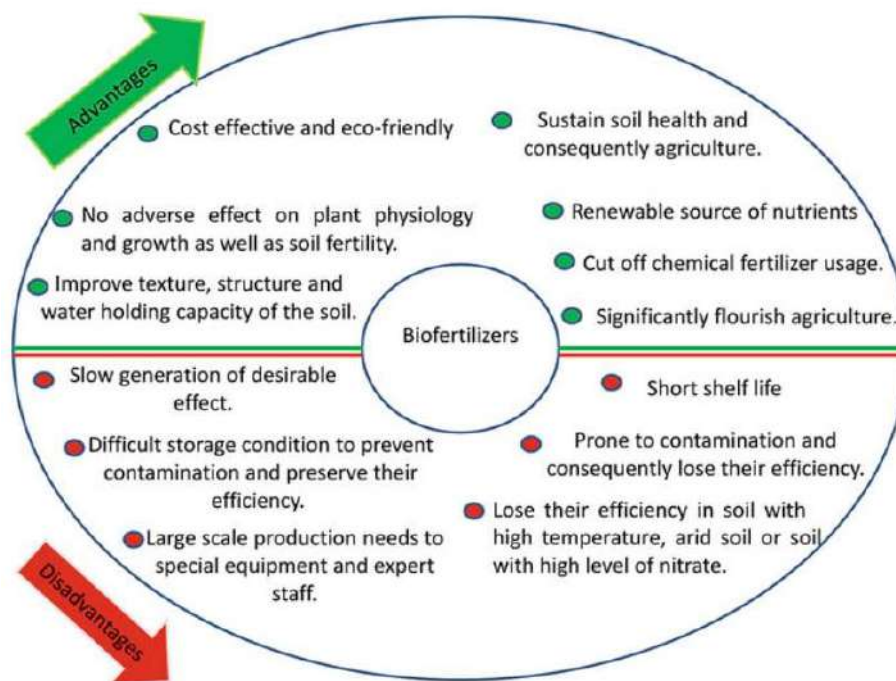 Advantages
Cost effective and eco-friendly
Sustain soil health and
consequently agriculture.
No adverse effect on plant physiology
and growth as well as soil fertility.
Renewable source of nutrients
Cut off chemical fertilizer usage.
Improve texture, structure and
water holding capacity of the soil.
Significantly flourish agriculture.
Biofertilizers
Slow generation of desirable
effect.
Short shelf life
Difficult storage condition to prevent
contamination and preserve their
efficiency.
Prone to contamination and
consequently lose their efficiency.
Large scale production needs to
special equipment and expert
staff.
Lose their efficiency in soil with
high temperature, arid soil or soil
with high level of nitrate.
Disadvantages